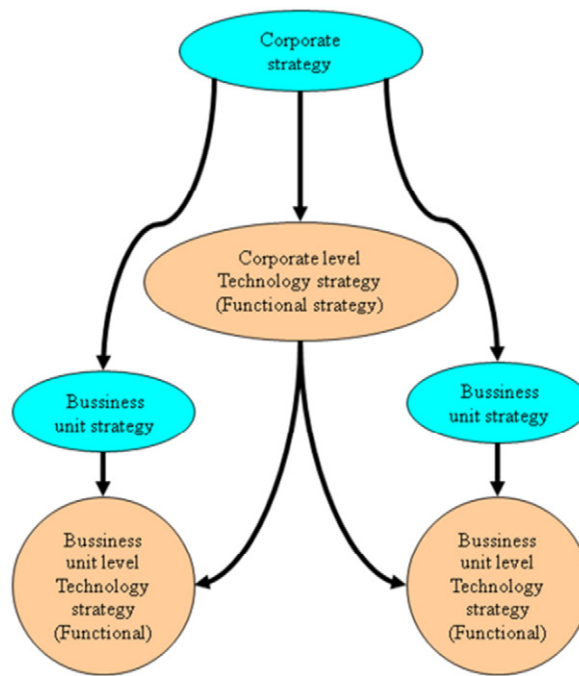 Corporate
strategy
Corporate level
Technology strategy
(Functional strategy)
Bussiness
unit strategy
Bussiness
unit strategy
Bussiness
unit level
Technology
strategy
(Functional)
Bussiness
unit level
Technology
strategy
(Functional)